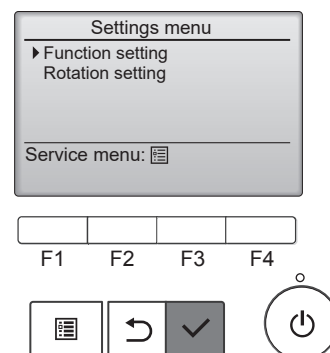 Settings menu
Function setting
Rotation setting
Service menu:
F1 F2 F3 F4